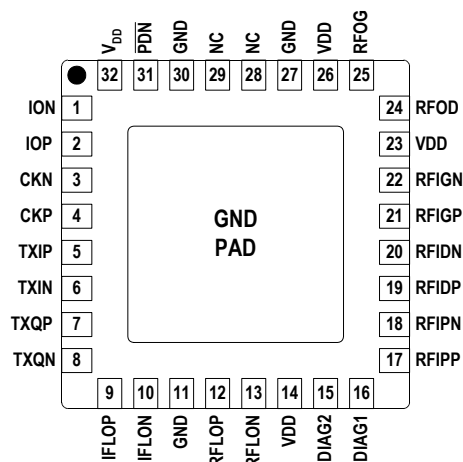 VDD
PDN
GND
NC
NC
GND
VDD
RFOG
32 31 30 29 28 27 26 25
ION 1
IOP 2
CKN 3
CKP 4
TXIP 5
TXIN 6
TXQP 7
TXQN 8
GND
PAD
24 RFOD
23 VDD
22 RFIGN
21 RFIGP
20 RFIDN
19 RFIDP
18 RFIPN
17 RFIPP
9 10 11 12 13 14 15 16
IFLOP
IFLON
GND
RFLOP
RFLON
VDD
DIAG2
DIAG1